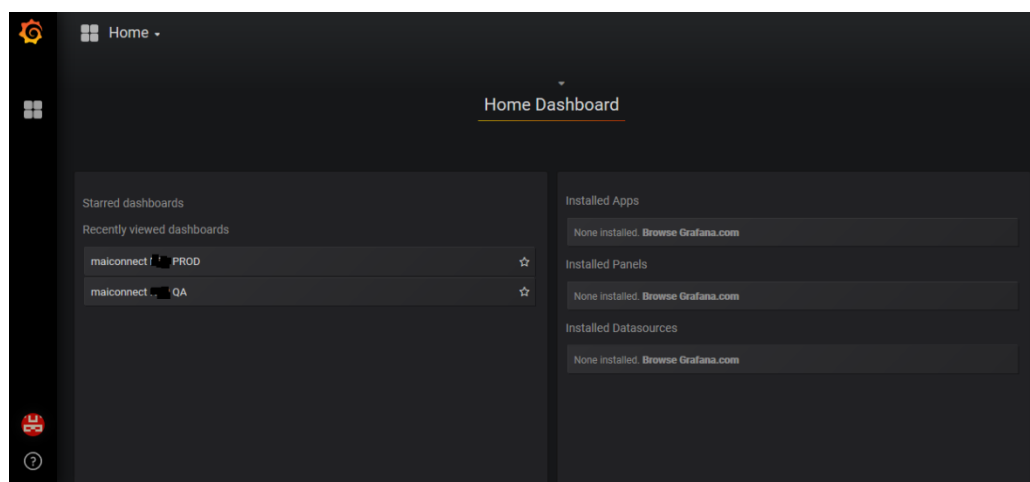 Home
Home Dashboard
Starred dashboards
Recently viewed dashboards
maiconnect PROD
maiconnect QA
Installed Apps
None installed. Browse Grafana.com
Installed Panels
None installed. Browse Grafana.com
Installed Datasources
None installed. Browse Grafana.com
?